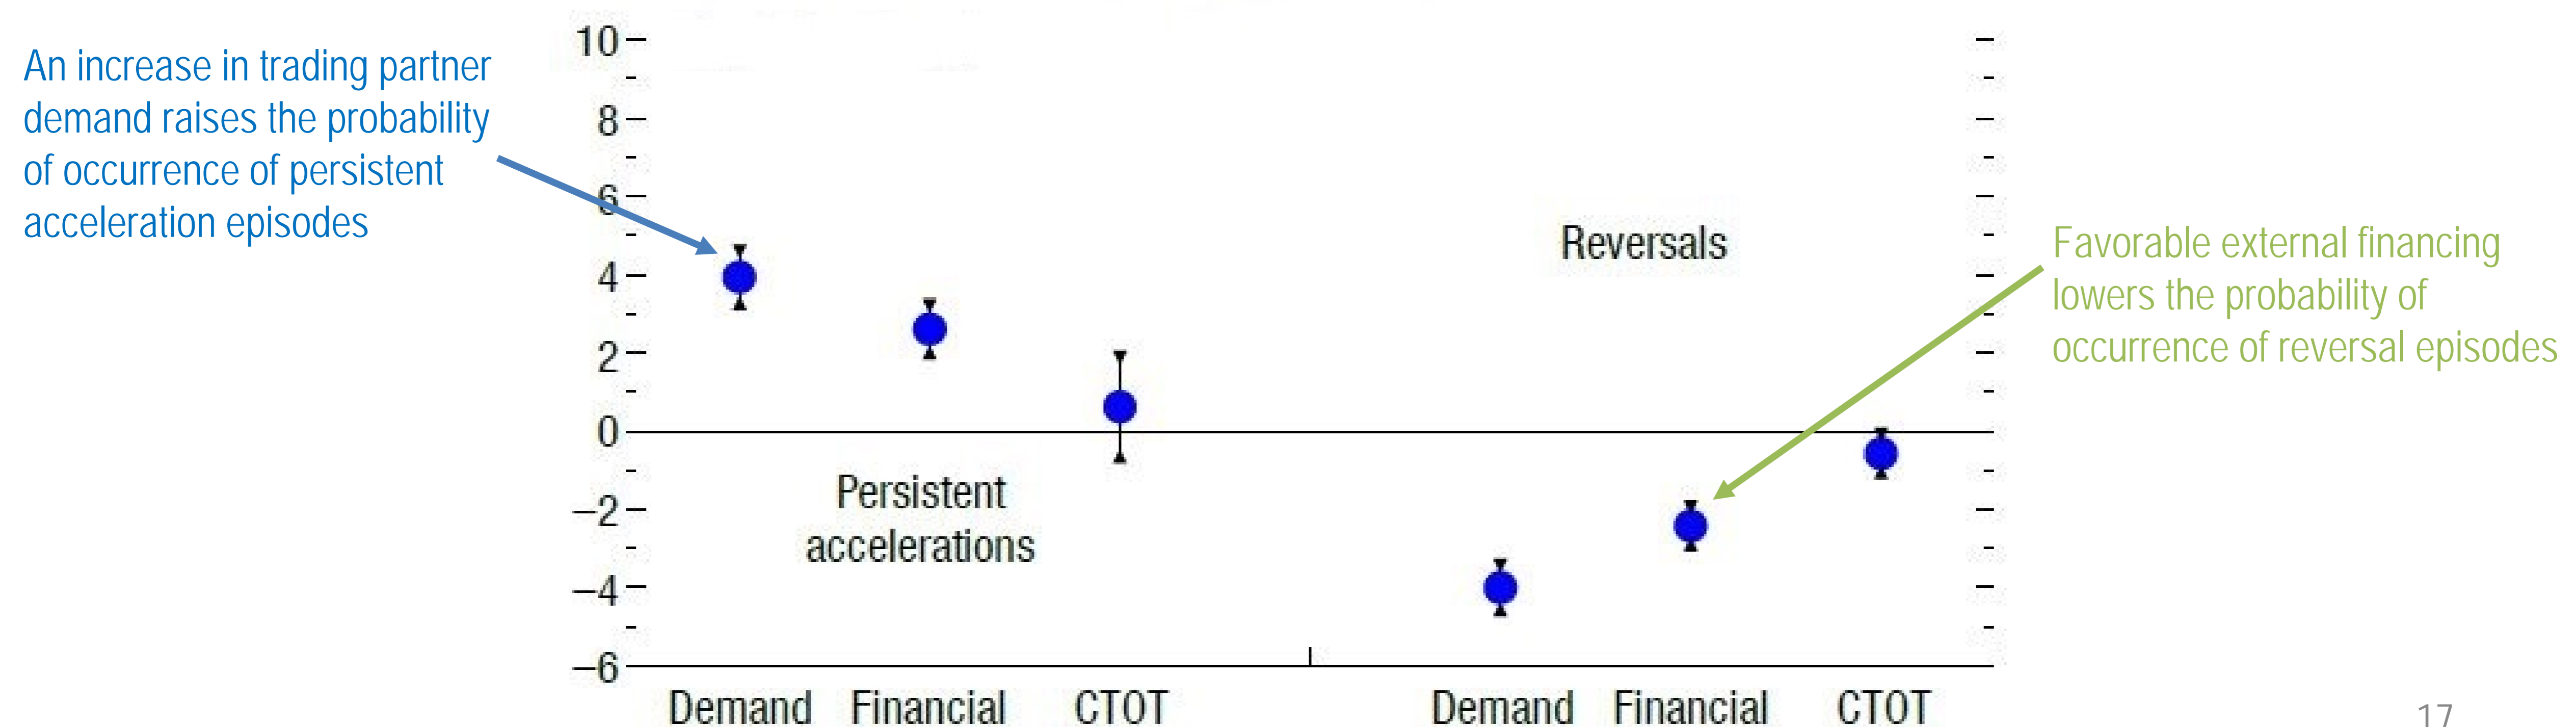 An increase in trading partner
demand raises the probability
of occurrence of persistent
acceleration episodes
10
8
6
4
2
0
−2
−4
−6
Reversals
Persistent
accelerations
Favorable external financing
lowers the probability of
occurrence of reversal episodes
Demand Financial CTOT Demand Financial CTOT
17